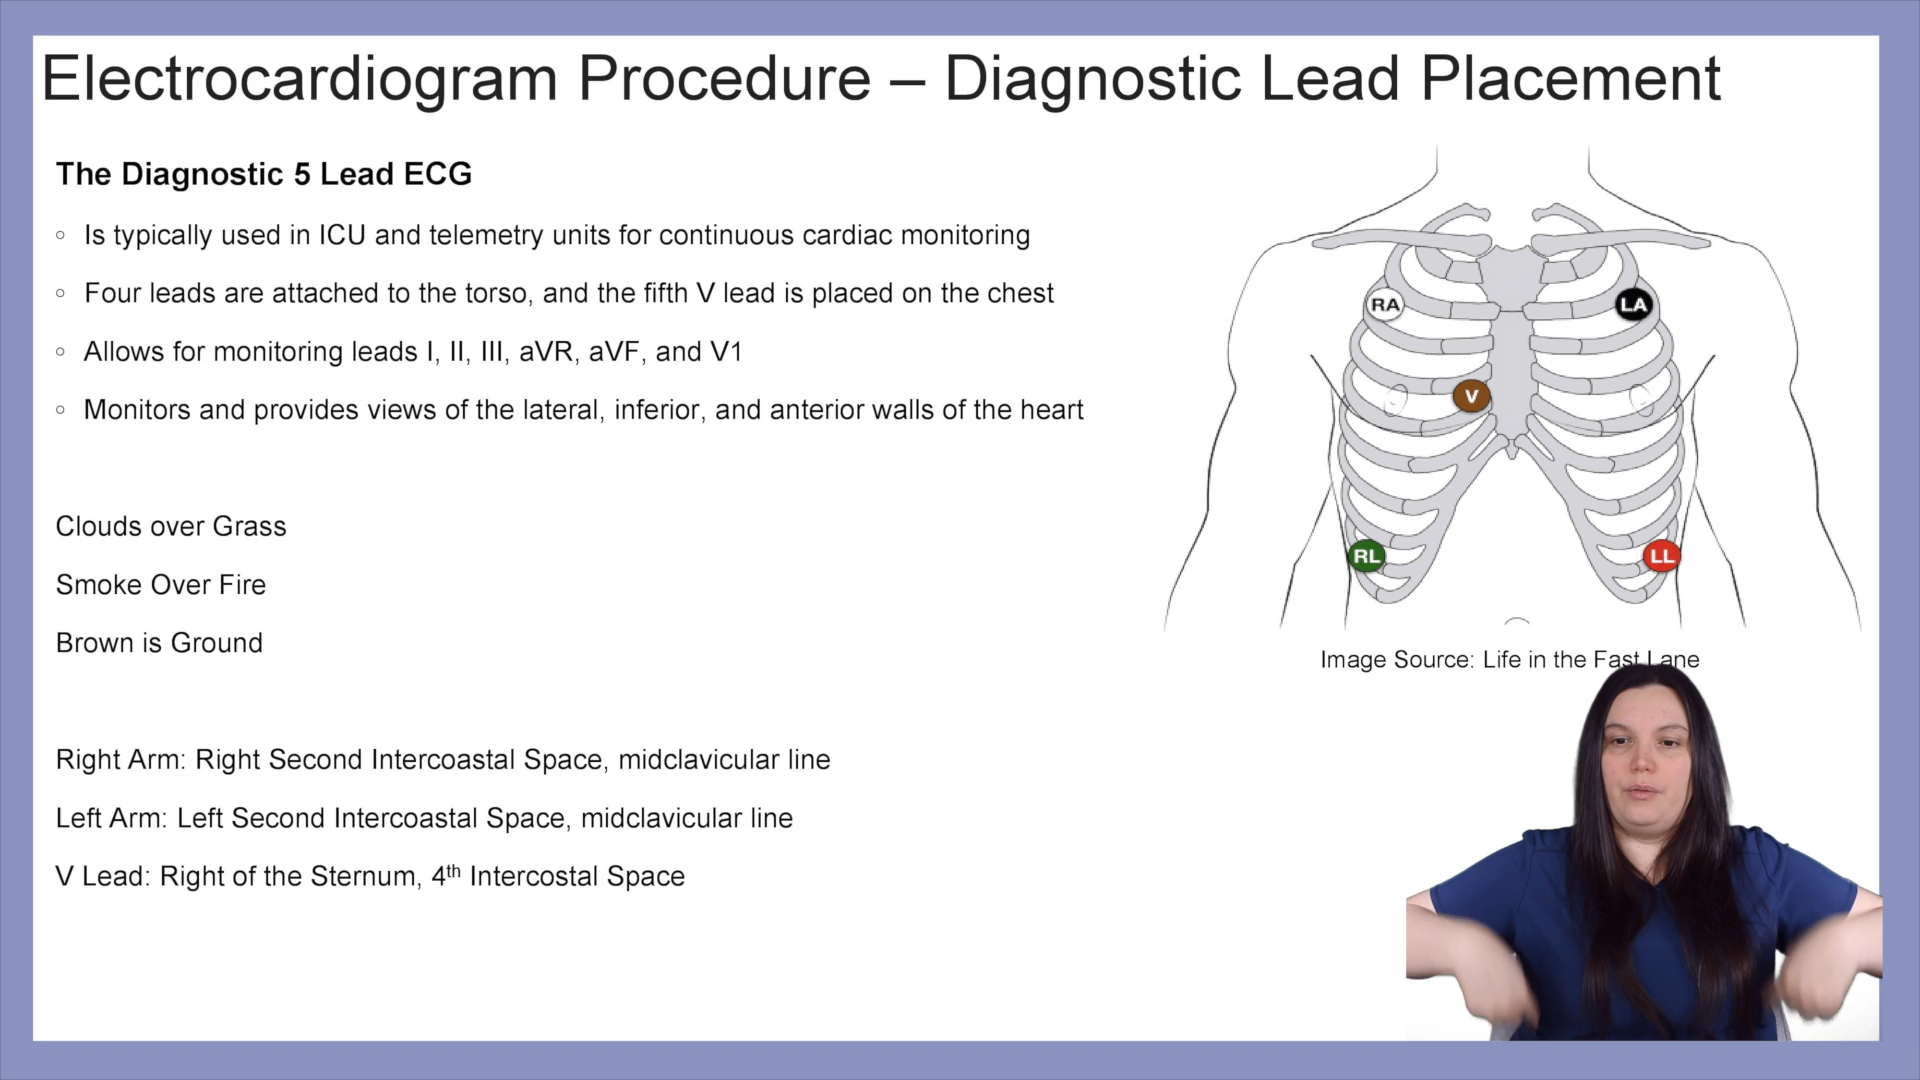 Electrocardiogram Procedure – Diagnostic Lead Placement
The Diagnostic 5 Lead ECG
◦ Is typically used in ICU and telemetry units for continuous cardiac monitoring
◦ Four leads are attached to the torso, and the fifth V lead is placed on the chest
◦ Allows for monitoring leads I, II, III, aVR, aVF, and V1
◦ Monitors and provides views of the lateral, inferior, and anterior walls of the heart
Clouds over Grass
Smoke Over Fire
Brown is Ground
Right Arm: Right Second Intercoastal Space, midclavicular line
Left Arm: Left Second Intercoastal Space, midclavicular line
V Lead: Right of the Sternum, 4th Intercostal Space
RA LA
V
RL LL
Image Source: Life in the Fast Lane